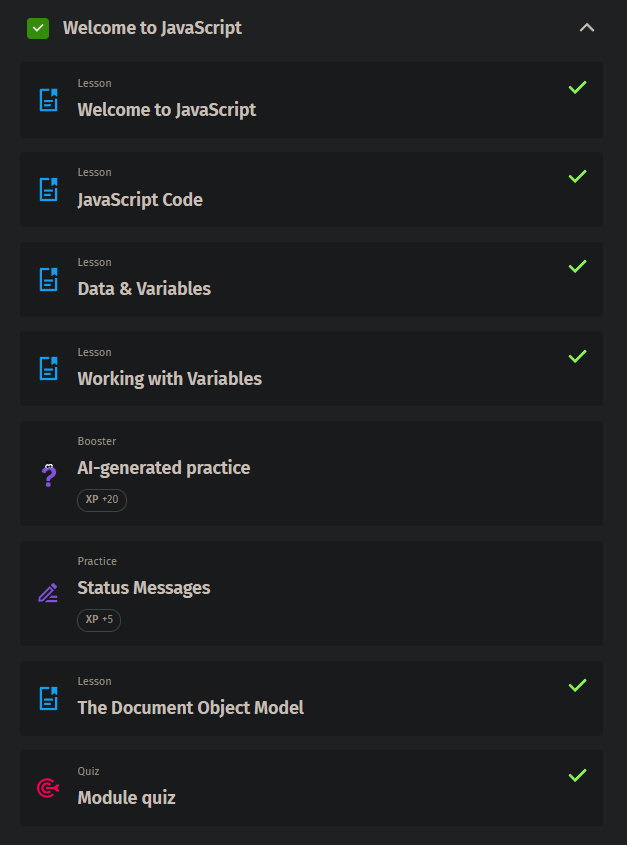 Welcome to JavaScript
Lesson
Welcome to JavaScript
Lesson
JavaScript Code
Lesson
Data & Variables
Lesson
Working with Variables
Booster
AI-generated practice
XP +20
Practice
Status Messages
XP +5
Lesson
The Document Object Model
Quiz
Module quiz